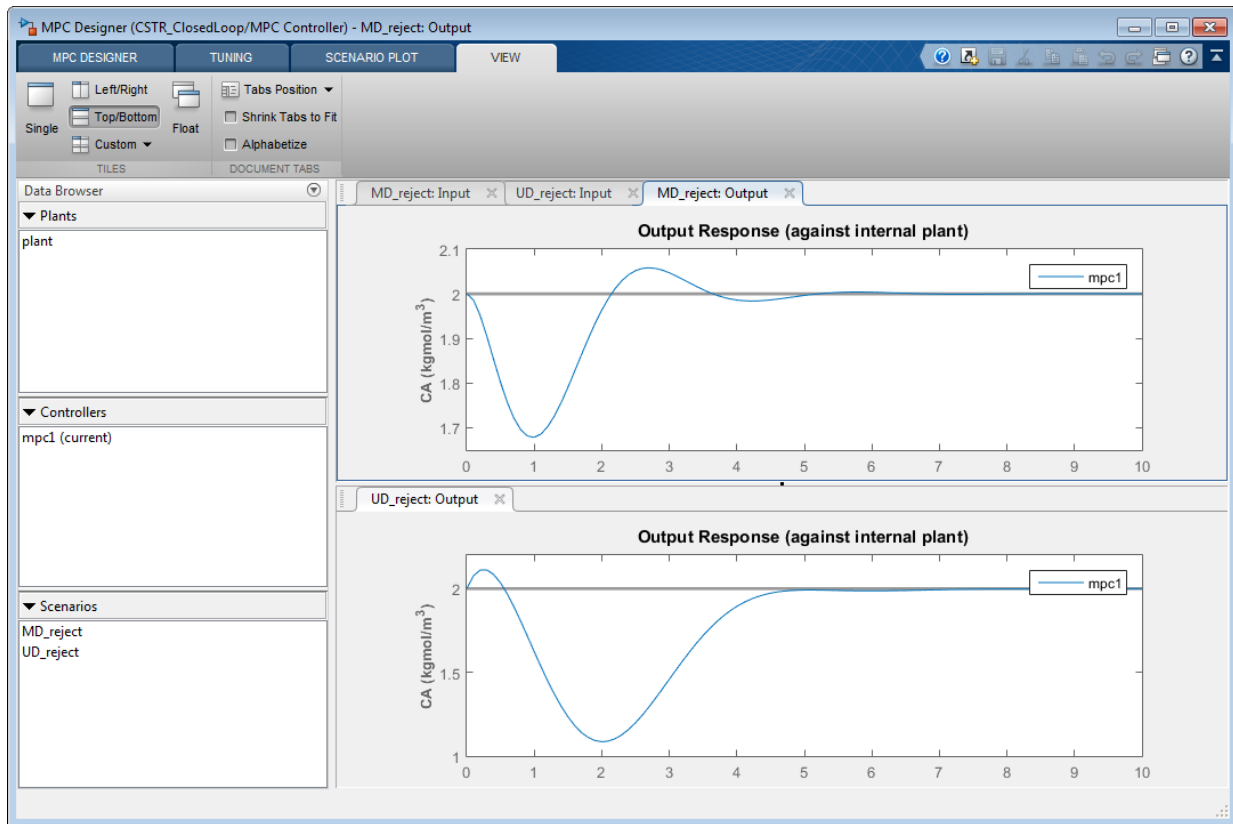 MPC Designer (CSTR_ClosedLoop/MPC Controller) - MD_reject: Output
MPC DESIGNER TUNING SCENARIO PLOT VIEW
Single
Left/Right
Top/Bottom
Custom
Float
Tabs Position
Shrink Tabs to Fit
Alphabetize
TILES DOCUMENT TABS
Data Browser
Plants
plant
Controllers
mpc1 (current)
Scenarios
MD_reject
UD_reject
MD_reject: Input UD_reject: Input MD_reject: Output
Output Response (against internal plant)
mpc1
CA (kgmol/m³)
2.1
2
1.9
1.8
1.7
0 1 2 3 4 5 6 7 8 9 10
UD_reject: Output
Output Response (against internal plant)
mpc1
CA (kgmol/m³)
2
1.5
1
0 1 2 3 4 5 6 7 8 9 10